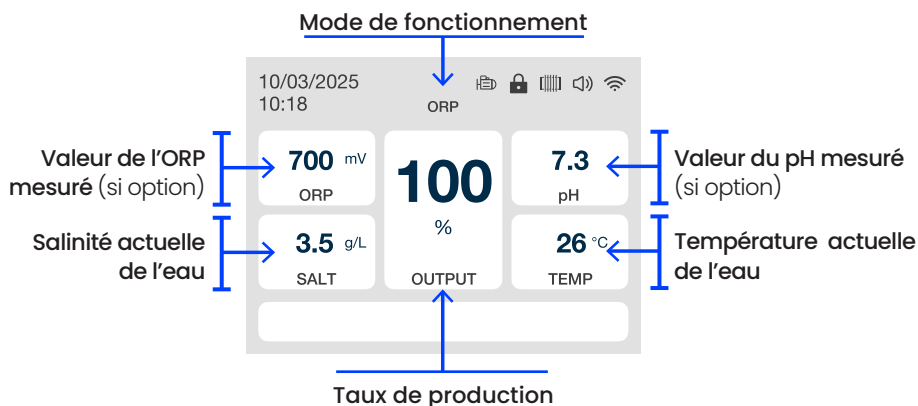 Mode de fonctionnement
10/03/2025
10:18
ORP
Valeur de l’ORP
mesuré (si option)
700 mV
ORP
100
%
OUTPUT
7.3
pH
Valeur du pH mesuré
(si option)
Salinité actuelle
de l’eau
3.5 g/L
SALT
26 °C
TEMP
Température actuelle
de l’eau
Taux de production